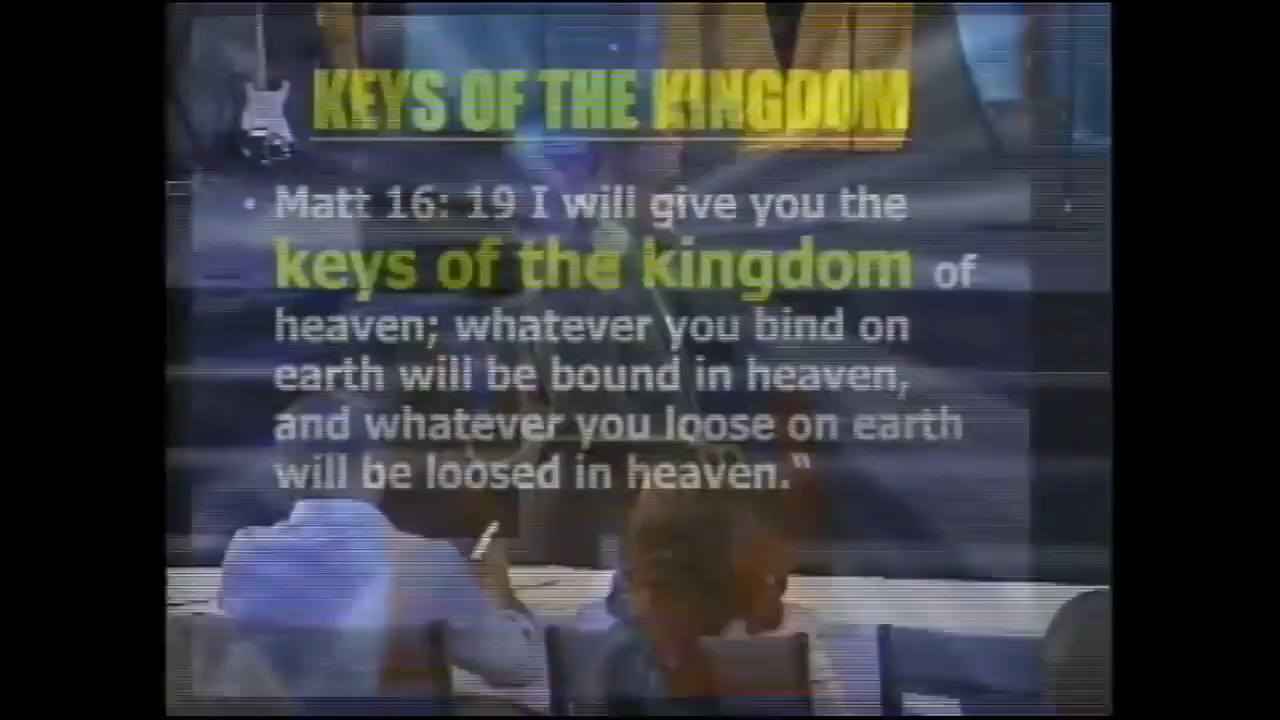 KEYS OF THE KINGDOM
• Matt 16: 19 I will give you the
keys of the kingdom of
heaven; whatever you bind on
earth will be bound in heaven,
and whatever you loose on earth
will be loosed in heaven."